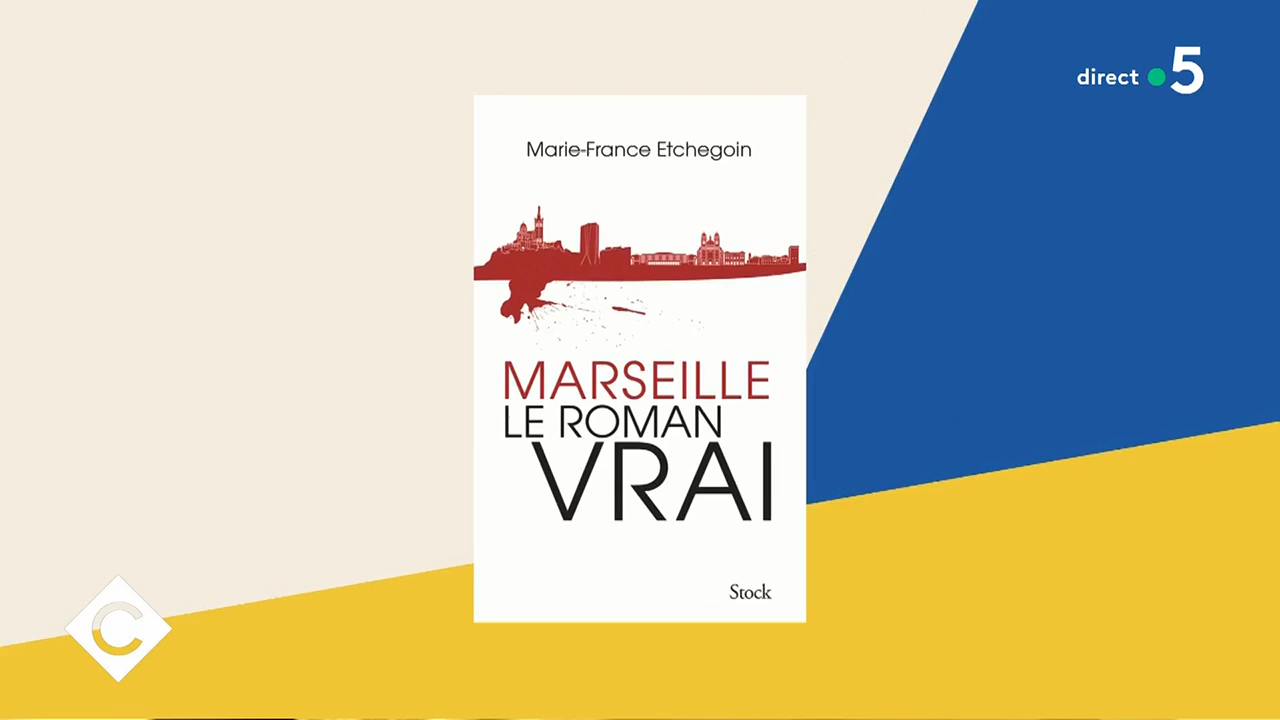 direct 5
Marie-France Etchegoin
MARSEILLE
LE ROMAN
VRAI
Stock
C